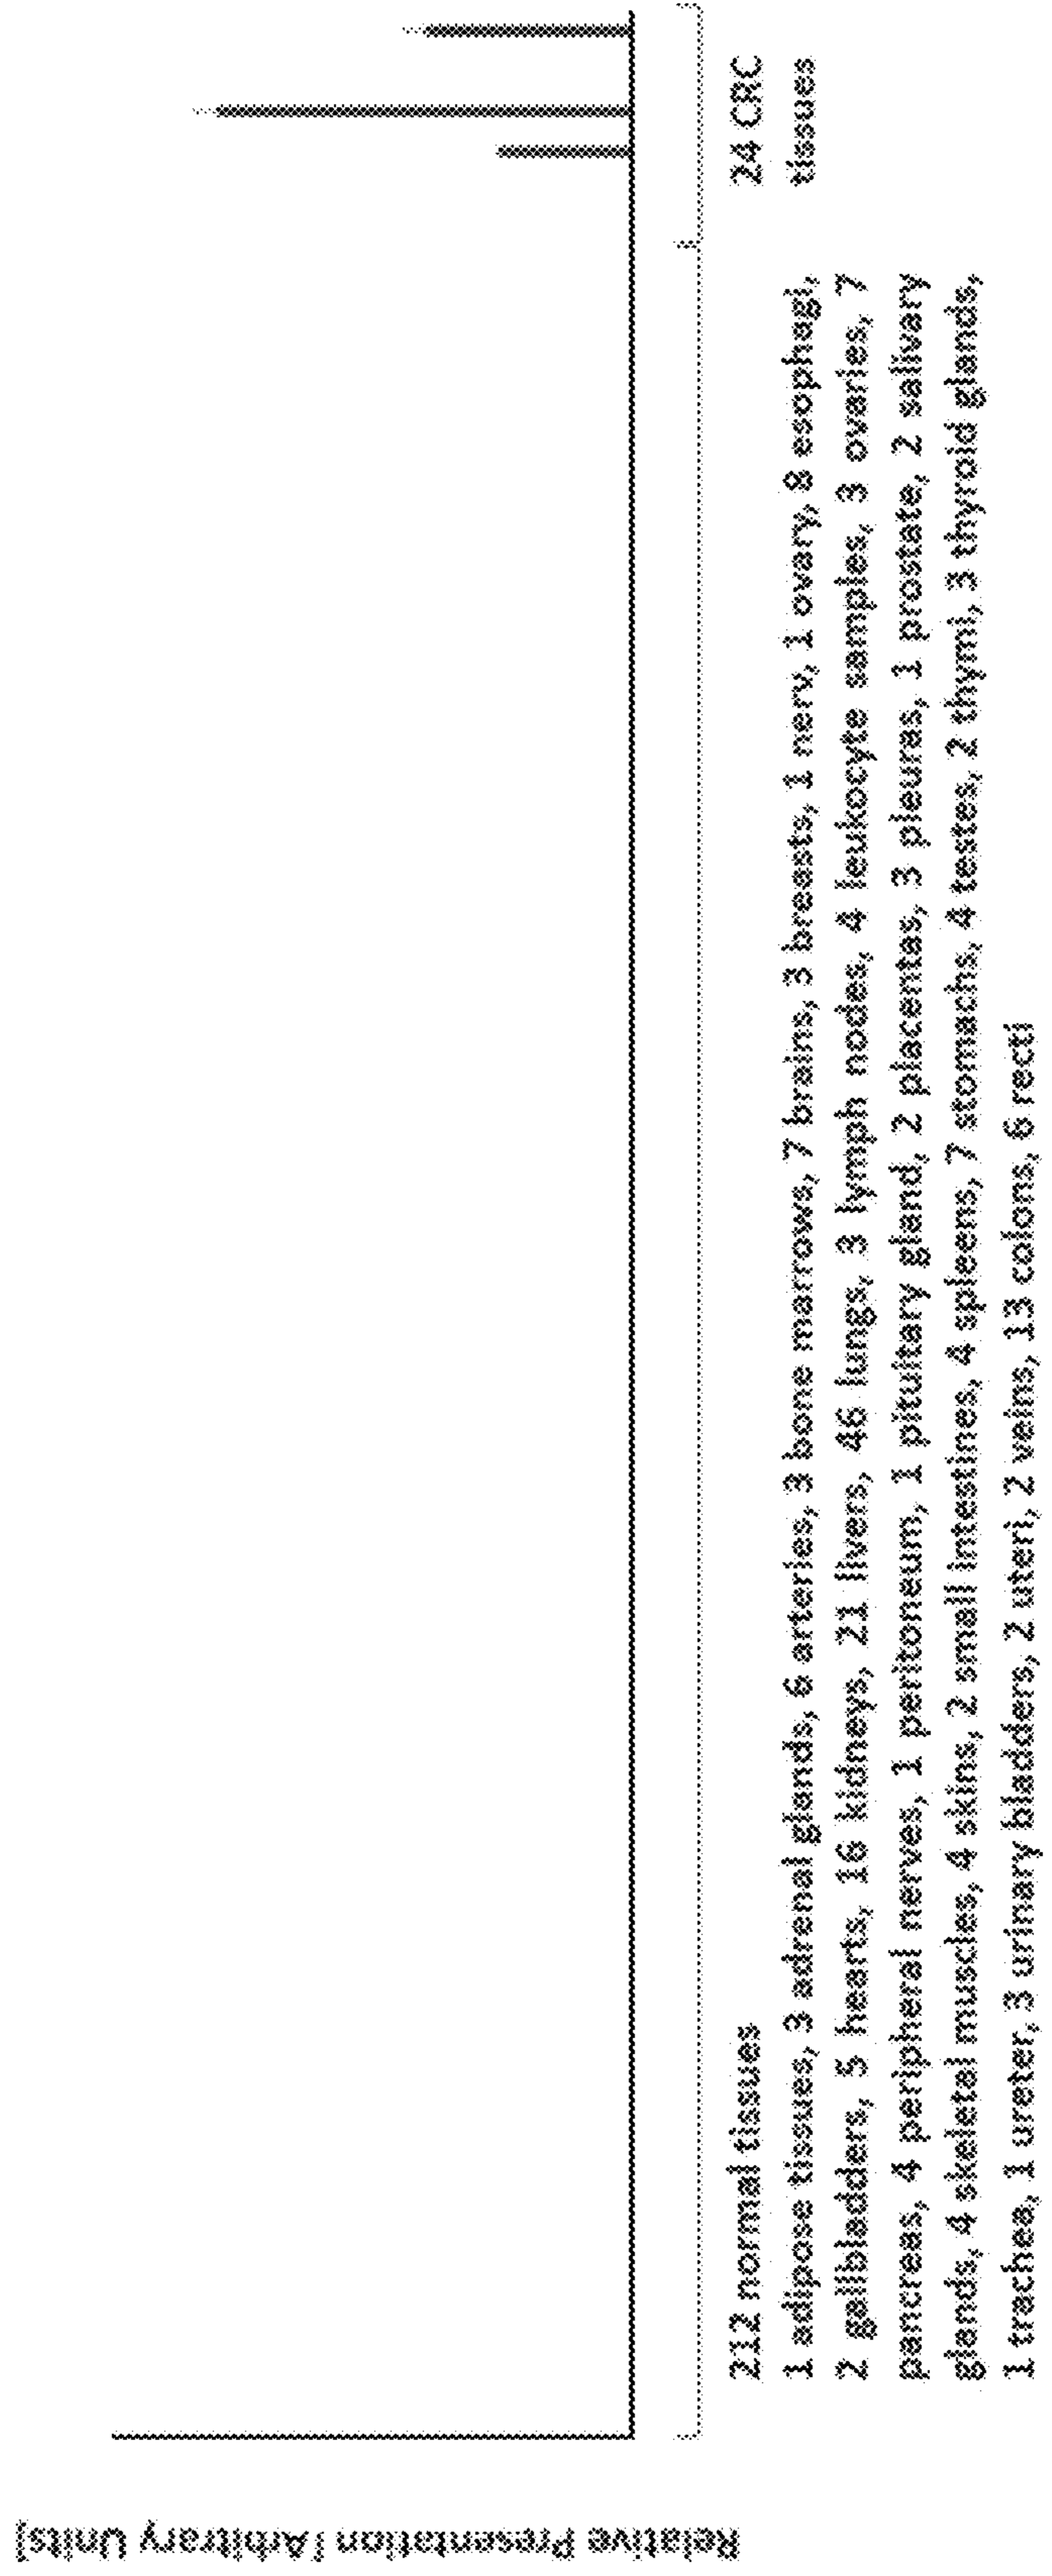 Relative Presentation [Arbitrary Units]
212 normal tissues
1 adipose tissues, 3 adrenal glands, 6 arteries, 3 bone marrows, 7 brains, 3 breasts, 1 nerv, 1 ovary, 8 esophagi,
2 gallbladders, 5 hearts, 16 kidneys, 21 livers, 46 lungs, 3 lymph nodes, 4 leukocyte samples, 3 ovaries, 7
pancreas, 4 peripheral nerves, 1 peritoneum, 1 pituitary gland, 2 placentas, 3 pleuras, 1 prostate, 2 salivary
glands, 4 skeletal muscles, 4 skins, 2 small intestines, 4 spleens, 7 stomachs, 4 testes, 2 thymi, 3 thyroid glands,
1 trachea, 1 ureter, 3 urinary bladders, 2 uteri, 2 veins, 13 colons, 6 recti
24 CRC
tissues